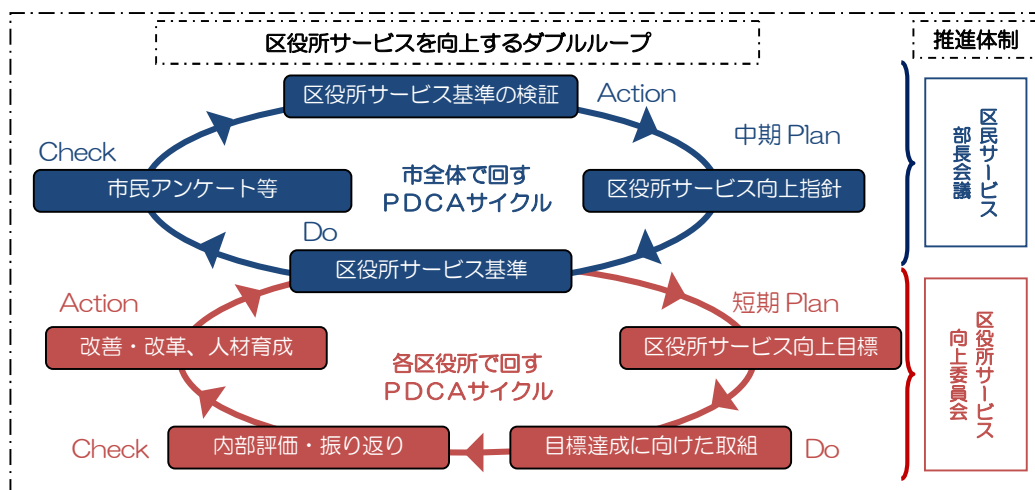 区役所サービスを向上するダブルループ
推進体制
区役所サービス基準の検証
Action
中期 Plan
Check
市民アンケート等
市全体で回す
PDCAサイクル
区役所サービス向上指針
Do
区役所サービス基準
区民サービス
部長会議
Action
短期 Plan
改善・改革、人材育成
各区役所で回す
PDCAサイクル
区役所サービス向上目標
Check
内部評価・振り返り
目標達成に向けた取組
Do
区役所サービス
向上委員会